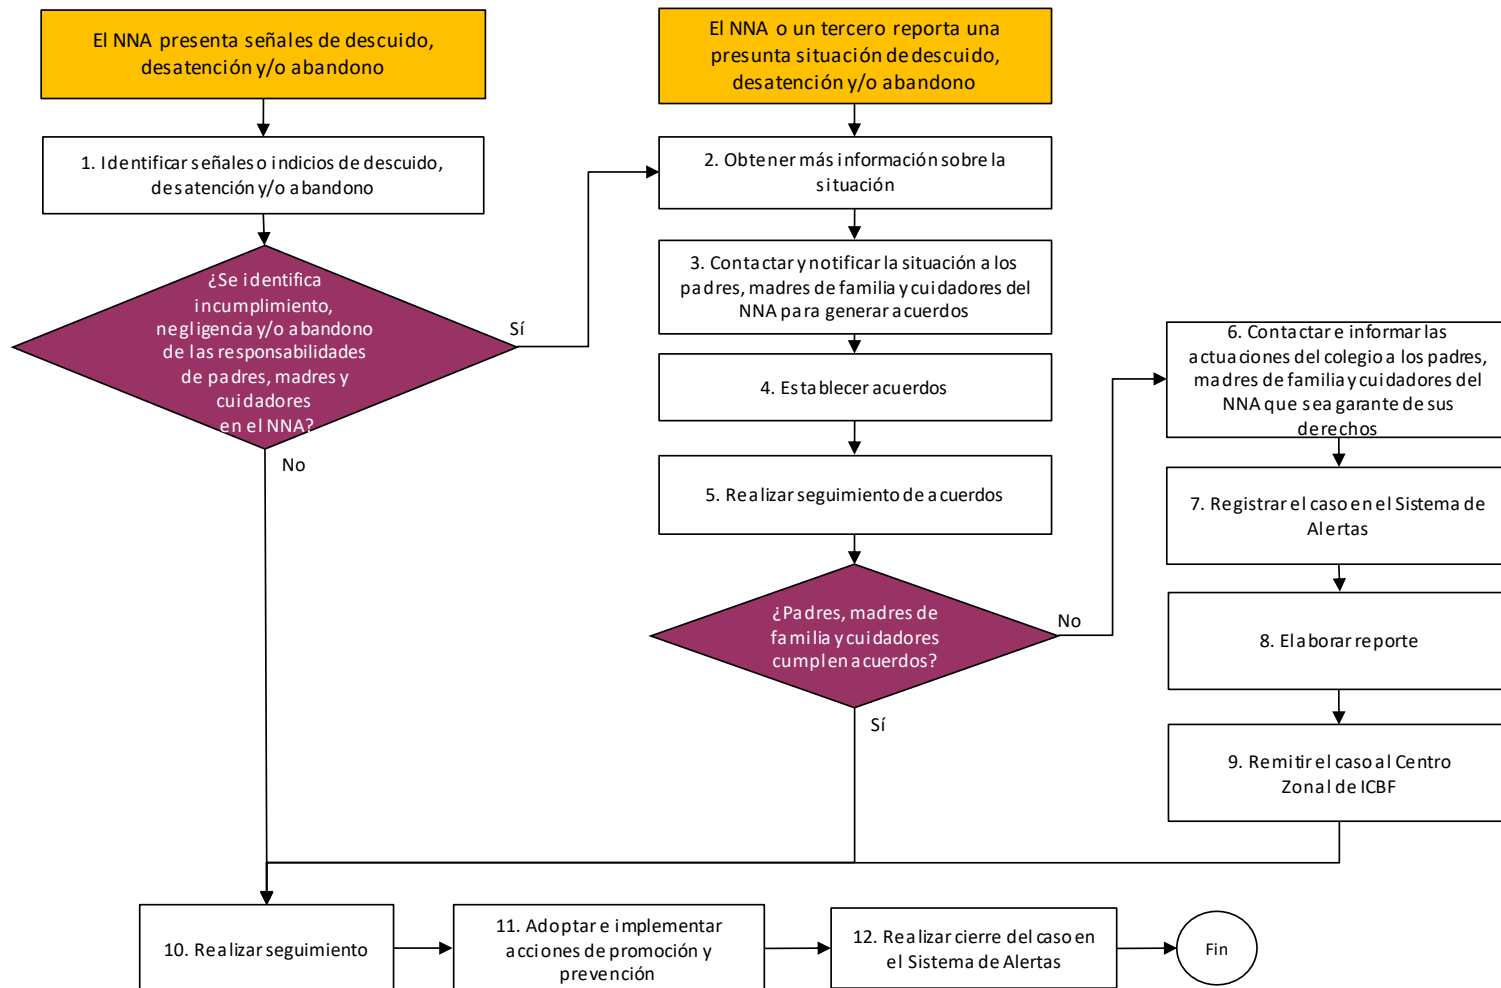 El NNA presenta señales de descuido,
desatención y/o abandono
El NNA o un tercero reporta una
presunta situación de descuido,
desatención y/o abandono
1. Identificar señales o indicios de descuido,
desatención y/o abandono
2. Obtener más información sobre la
situación
¿Se identifica
incumplimiento,
negligencia y/o abandono
de las responsabilidades
de padres, madres y
cuidadores
en el NNA?
Sí
No
3. Contactar y notificar la situación a los
padres, madres de familia y cuidadores del
NNA para generar acuerdos
4. Establecer acuerdos
5. Realizar seguimiento de acuerdos
¿Padres, madres de
familia y cuidadores
cumplen acuerdos?
No
Sí
6. Contactar e informar las
actuaciones del colegio a los padres,
madres de familia y cuidadores del
NNA que sea garante de sus
derechos
7. Registrar el caso en el Sistema de
Alertas
8. Elaborar reporte
9. Remitir el caso al Centro
Zonal de ICBF
10. Realizar seguimiento
11. Adoptar e implementar
acciones de promoción y
prevención
12. Realizar cierre del caso en
el Sistema de Alertas
Fin